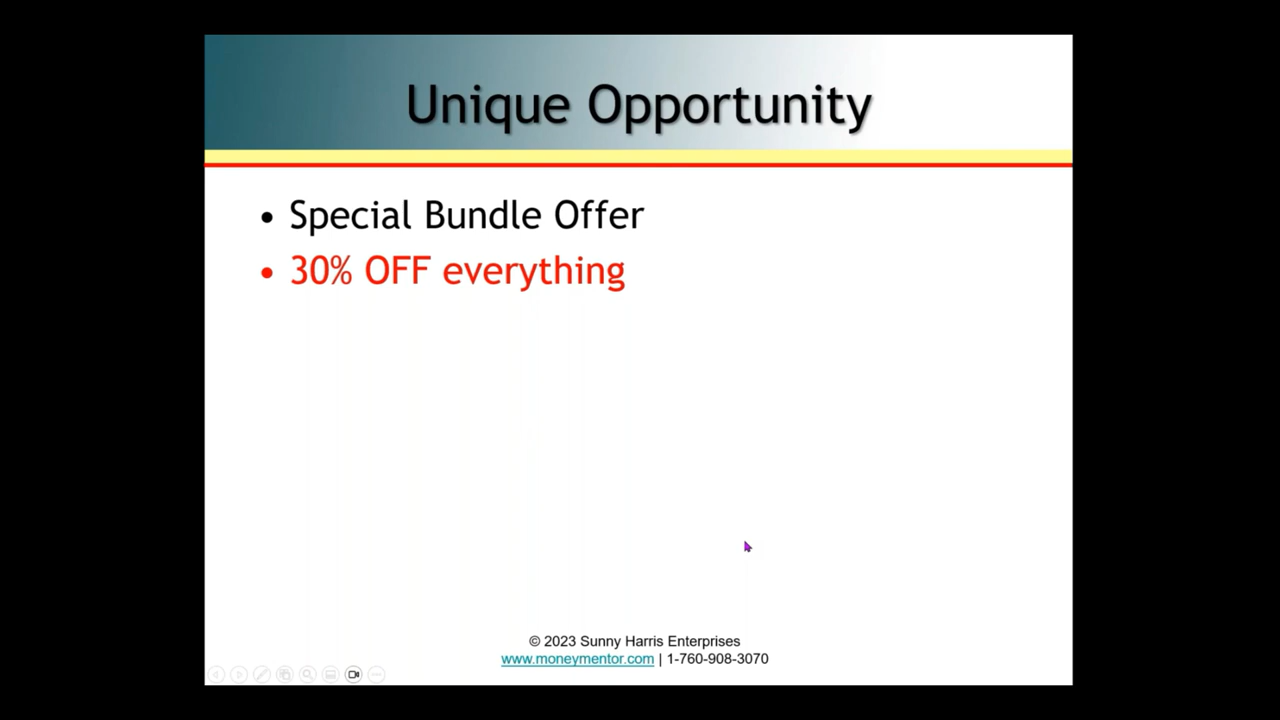 Unique Opportunity
• Special Bundle Offer
• 30% OFF everything
© 2023 Sunny Harris Enterprises
www.moneymentor.com | 1-760-908-3070